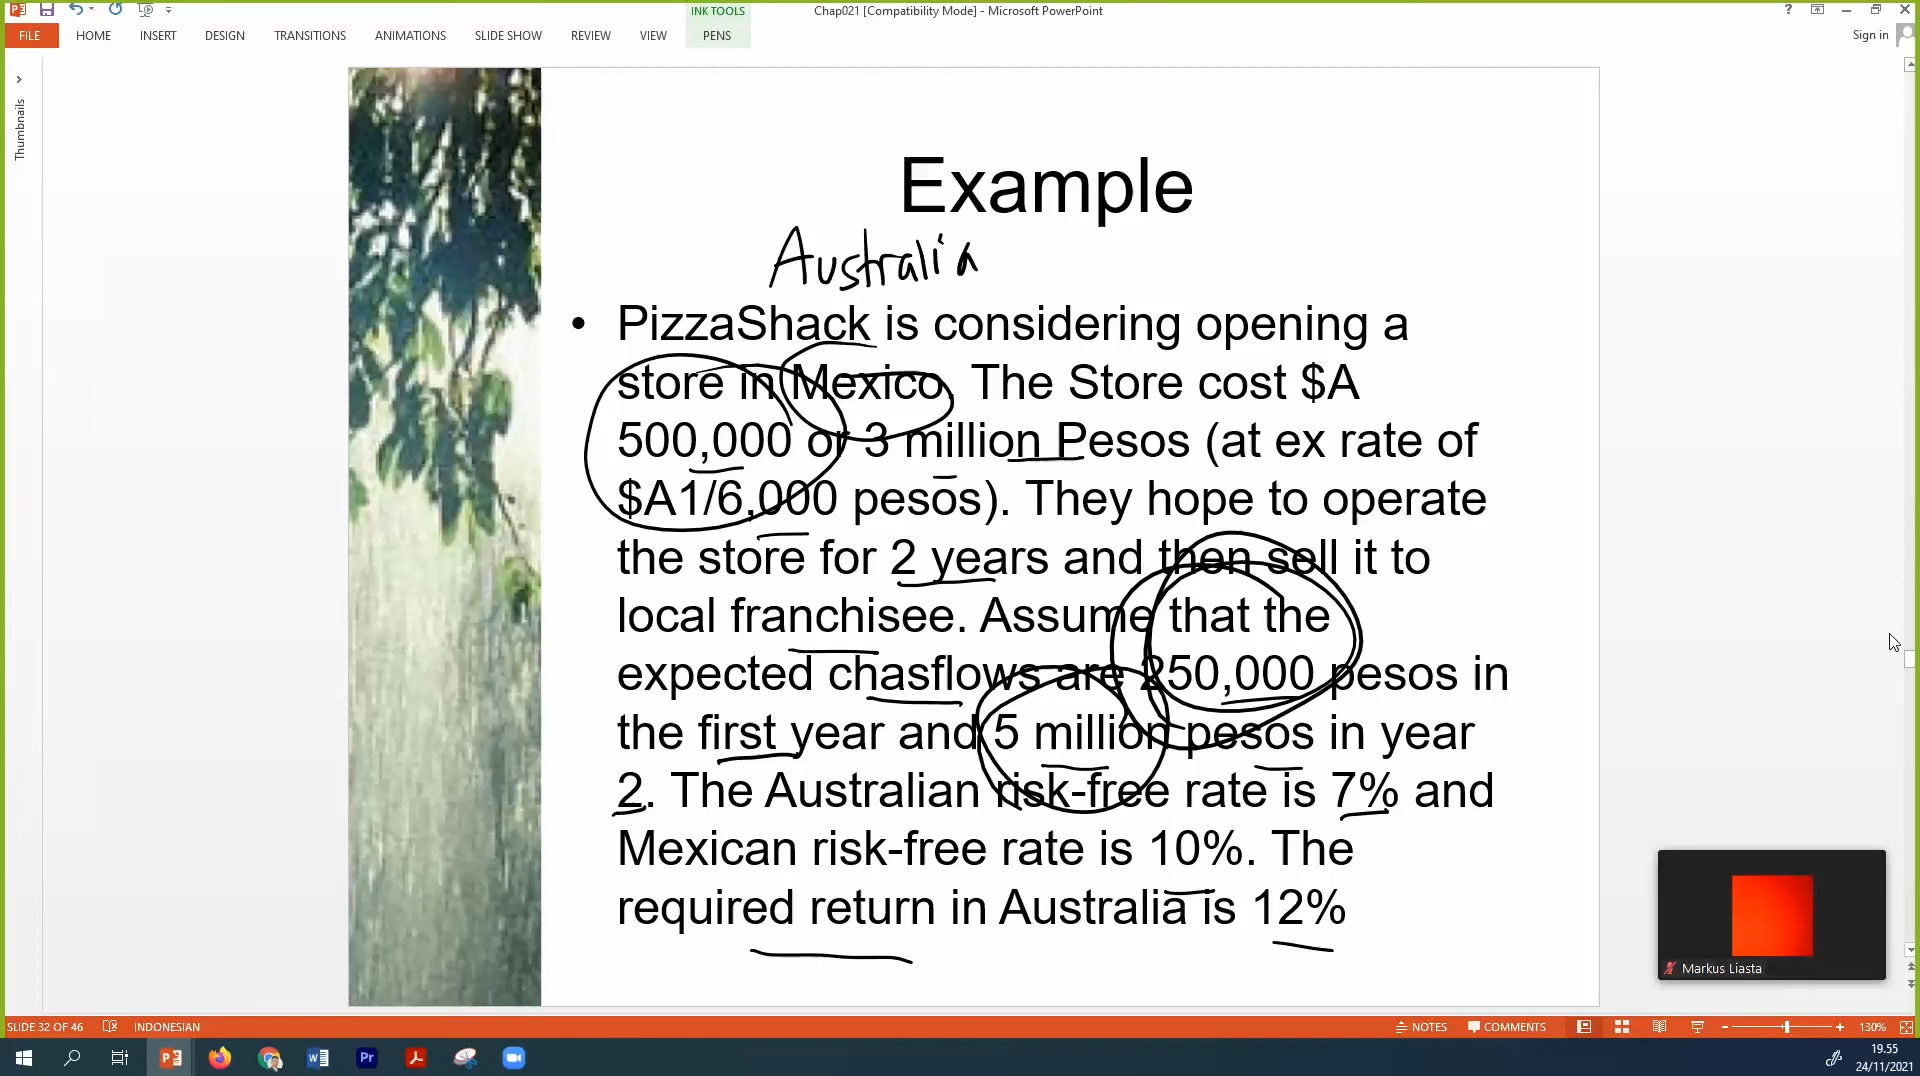 INK TOOLS
Chap021 [Compatibility Mode] - Microsoft PowerPoint
FILE HOME INSERT DESIGN TRANSITIONS ANIMATIONS SLIDE SHOW REVIEW VIEW PENS
Sign in
Thumbnails
Example
Australia
• PizzaShack is considering opening a
store in Mexico. The Store cost $A
500,000 or 3 million Pesos (at ex rate of
$A1/6,000 pesos). They hope to operate
the store for 2 years and then sell it to
local franchisee. Assume that the
expected chasflows are 250,000 pesos in
the first year and 5 million pesos in year
2. The Australian risk-free rate is 7% and
Mexican risk-free rate is 10%. The
required return in Australia is 12%
Markus Liasta
SLIDE 32 OF 46 INDONESIAN NOTES COMMENTS 130%
19.55
24/11/2021